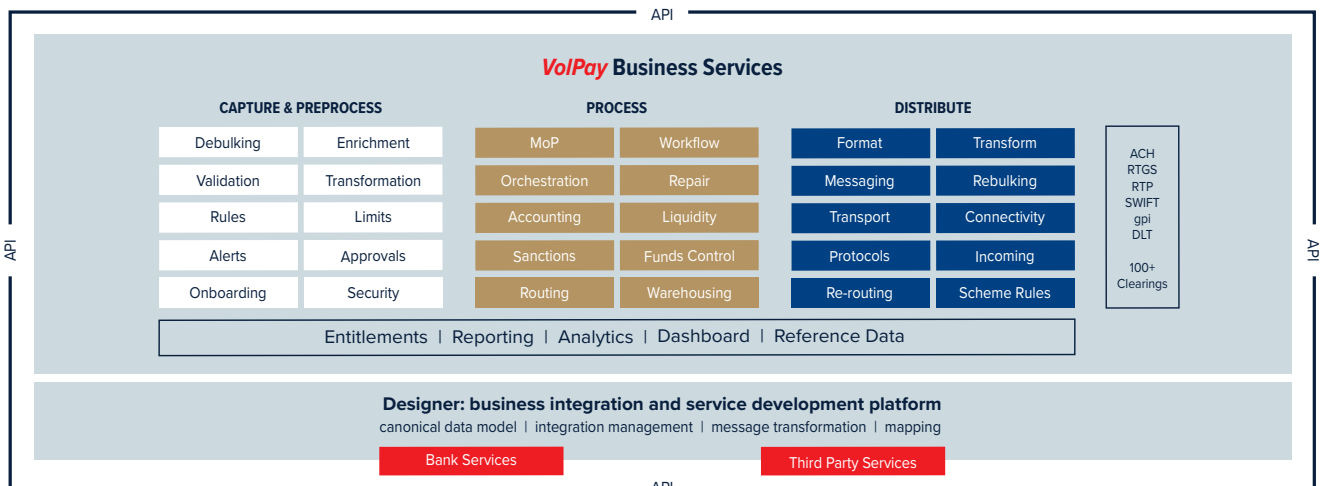 API
VolPay Business Services
CAPTURE & PREPROCESS
Debulking Enrichment
Validation Transformation
Rules Limits
Alerts Approvals
Onboarding Security
PROCESS
MoP Workflow
Orchestration Repair
Accounting Liquidity
Sanctions Funds Control
Routing Warehousing
DISTRIBUTE
Format Transform
Messaging Rebulking
Transport Connectivity
Protocols Incoming
Re-routing Scheme Rules
ACH
RTGS
RTP
SWIFT
gpi
DLT
100+
Clearings
API
API
Entitlements | Reporting | Analytics | Dashboard | Reference Data
Designer: business integration and service development platform
canonical data model | integration management | message transformation | mapping
Bank Services
Third Party Services
API